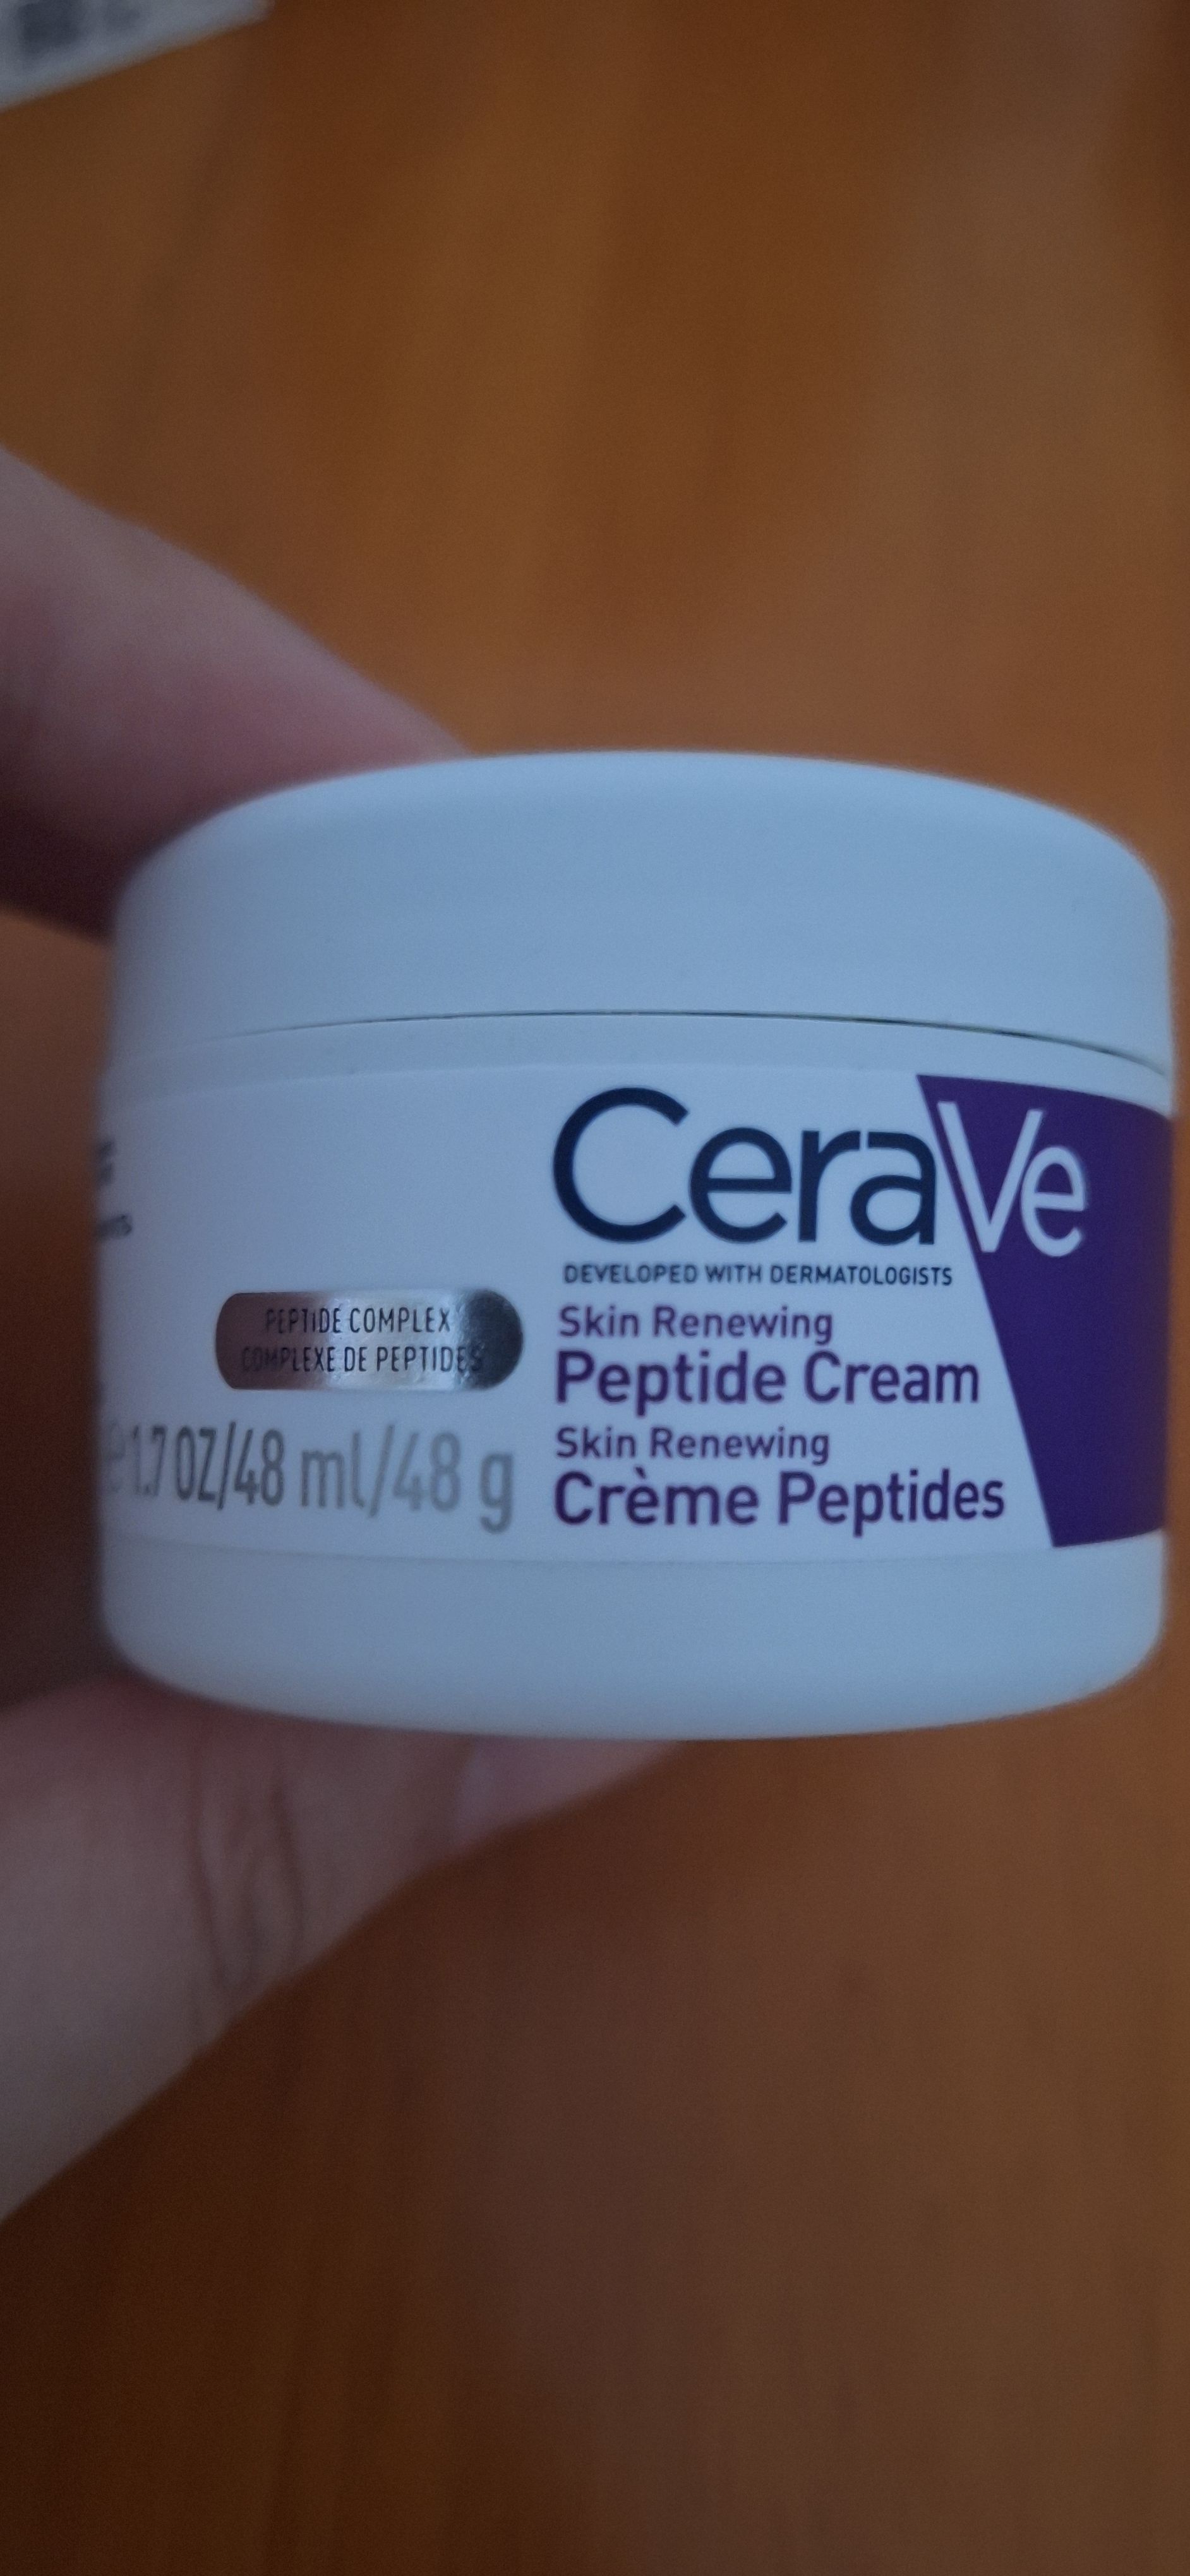 CeraVe
DEVELOPED WITH DERMATOLOGISTS
Skin Renewing
Peptide Cream
Skin Renewing
Crème Peptides
PEPTIDE COMPLEX
COMPLEXE DE PEPTIDES
1.7 OZ/48 ml/48 g